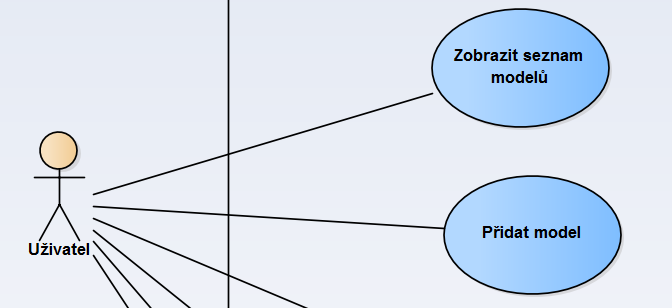 Zobrazit seznam
modelů
Přidat model
Uživatel